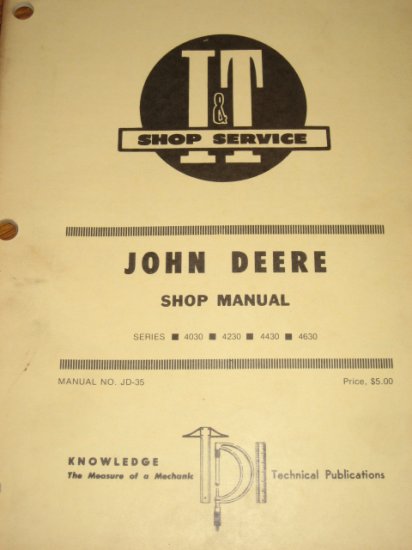 I&T
SHOP SERVICE
JOHN DEERE
SHOP MANUAL
SERIES ■ 4030 ■ 4230 ■ 4430 ■ 4630
MANUAL NO. JD-35 Price, $5.00
KNOWLEDGE
The Measure of a Mechanic
TPI
Technical Publications